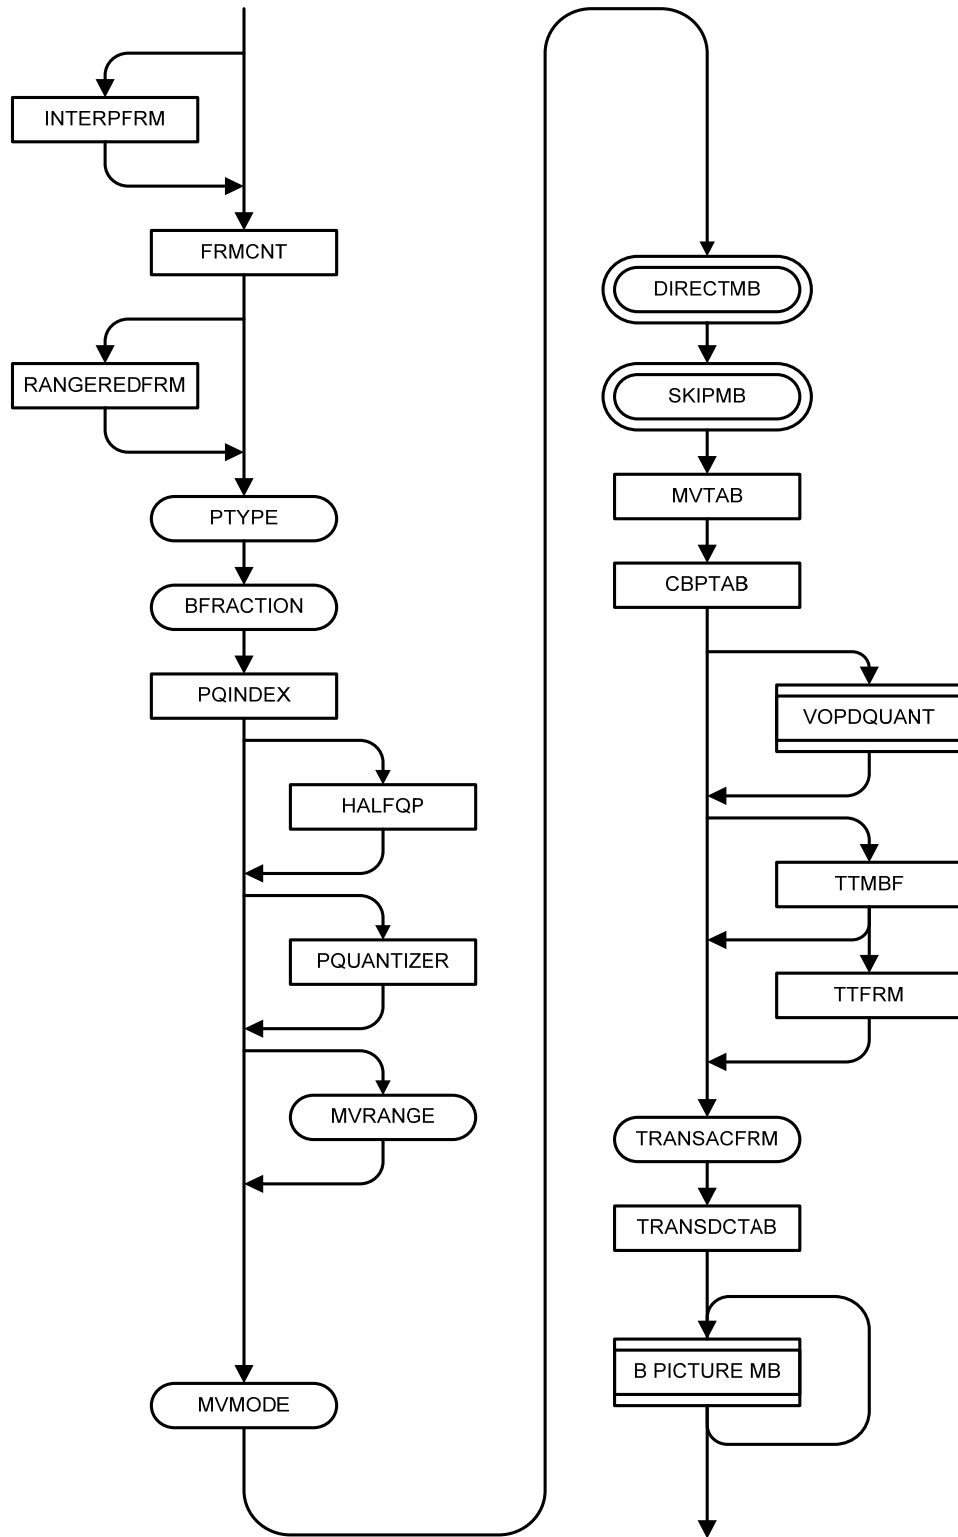 INTERPFRM
FRMCNT
RANGEREDFRM
PTYPE
BFRACTION
PQINDEX
HALFQP
PQUANTIZER
MVRANGE
MVMODE
DIRECTMB
SKIPMB
MVTAB
CBPTAB
VOPDQUANT
TTMBF
TTFRM
TRANSACFRM
TRANSDCTAB
B PICTURE MB